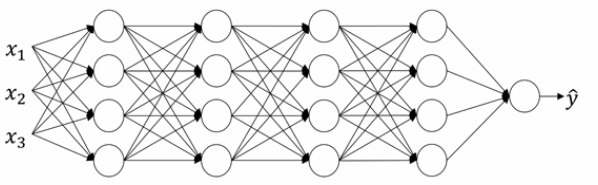 x₁
x₂
x₃
ŷ